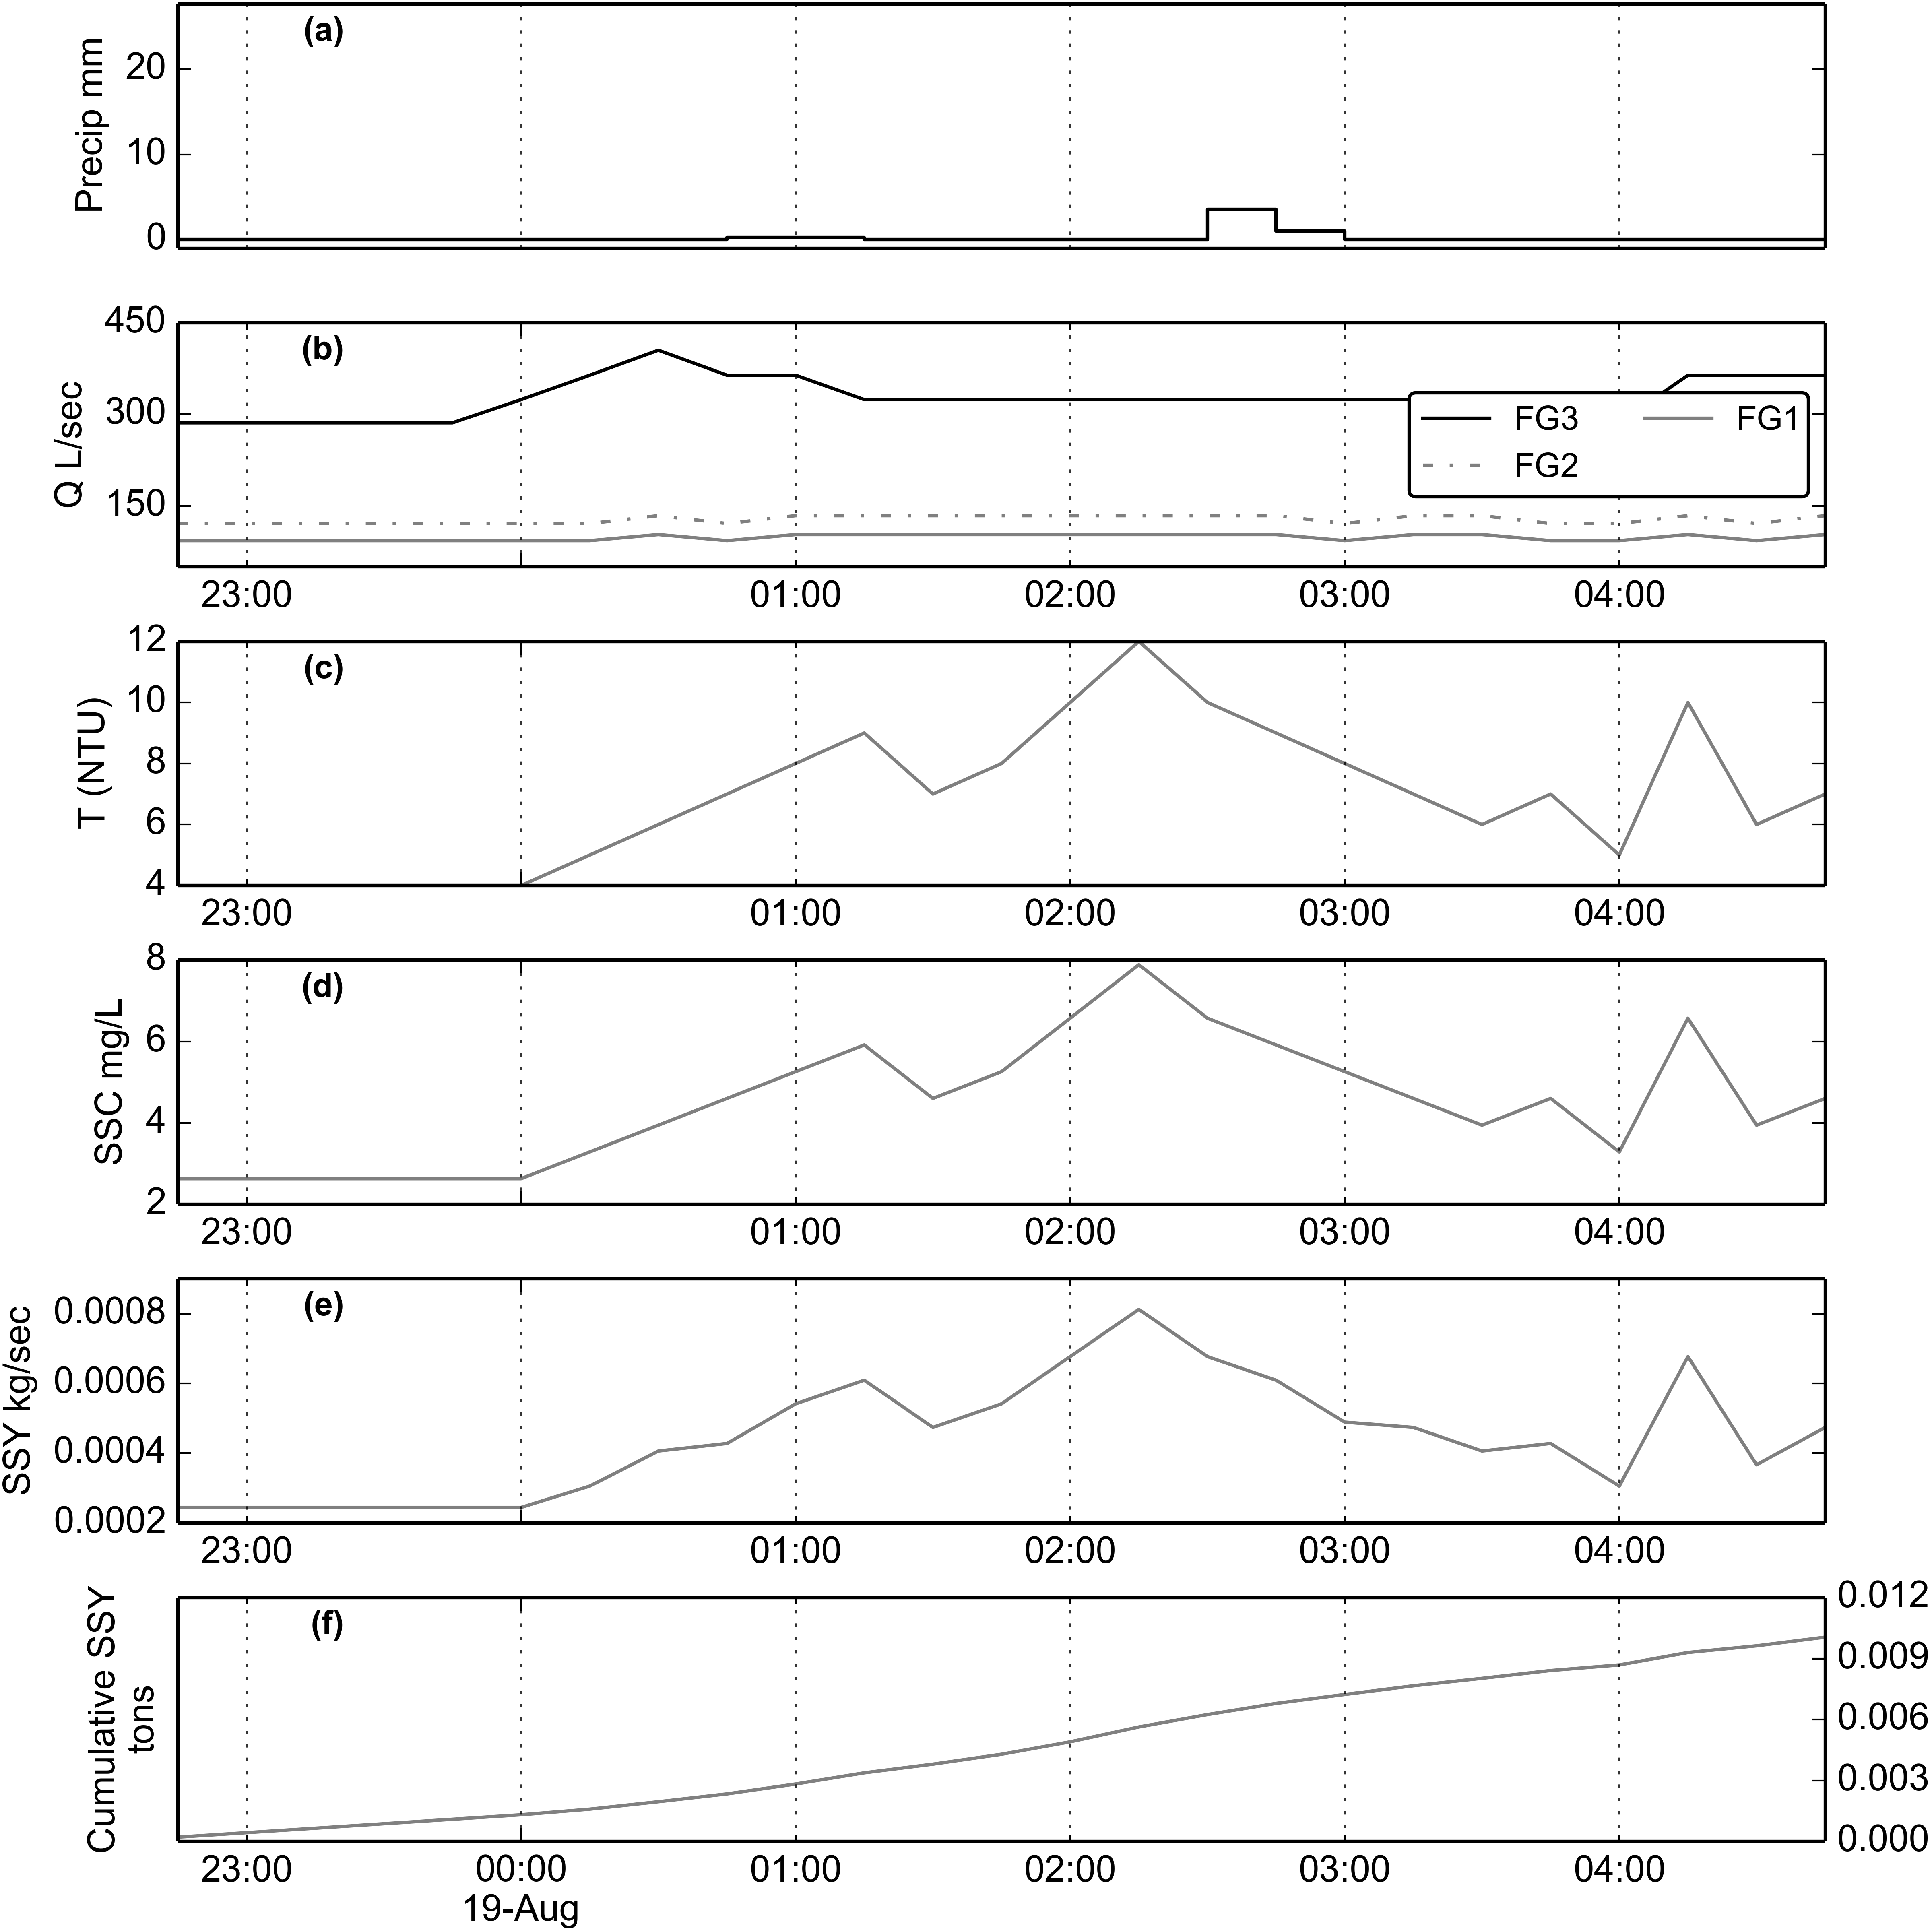 (a)
Precip mm
20
10
0
(b)
Q L/sec
450
300
150
FG3 FG1
FG2
23:00 01:00 02:00 03:00 04:00
(c)
T (NTU)
12
10
8
6
4
23:00 01:00 02:00 03:00 04:00
(d)
SSC mg/L
8
6
4
2
23:00 01:00 02:00 03:00 04:00
(e)
SSY kg/sec
0.0008
0.0006
0.0004
0.0002
23:00 01:00 02:00 03:00 04:00
(f)
Cumulative SSY
tons
0.012
0.009
0.006
0.003
0.000
23:00 00:00 01:00 02:00 03:00 04:00
19-Aug